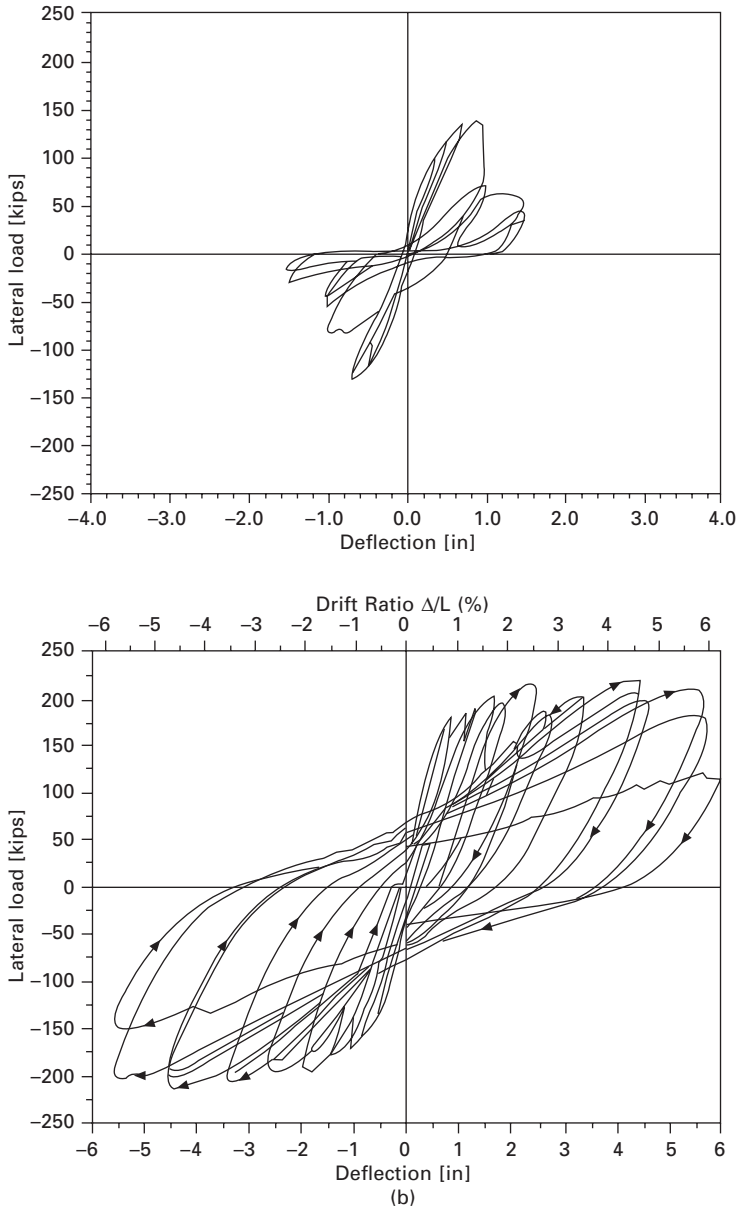 250
200
150
100
50
0
−50
−100
−150
−200
−250
Lateral load [kips]
−4.0 −3.0 −2.0 −1.0 0.0 1.0 2.0 3.0 4.0
Deflection [in]
Drift Ratio Δ/L (%)
−6 −5 −4 −3 −2 −1 0 1 2 3 4 5 6
250
200
150
100
50
0
−50
−100
−150
−200
−250
Lateral load [kips]
−6 −5 −4 −3 −2 −1 0 1 2 3 4 5 6
Deflection [in]
(b)